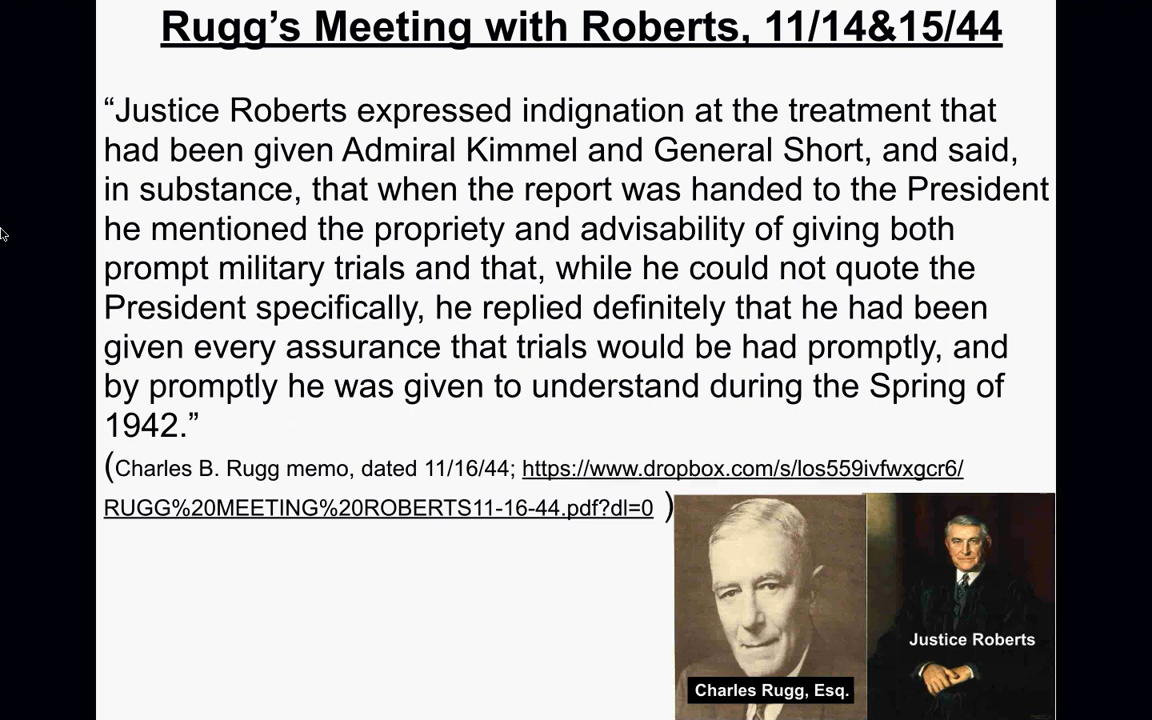 Rugg’s Meeting with Roberts, 11/14&15/44
“Justice Roberts expressed indignation at the treatment that
had been given Admiral Kimmel and General Short, and said,
in substance, that when the report was handed to the President
he mentioned the propriety and advisability of giving both
prompt military trials and that, while he could not quote the
President specifically, he replied definitely that he had been
given every assurance that trials would be had promptly, and
by promptly he was given to understand during the Spring of
1942.”
(Charles B. Rugg memo, dated 11/16/44; https://www.dropbox.com/s/los559ivfwxgcr6/
RUGG%20MEETING%20ROBERTS11-16-44.pdf?dl=0 )
Justice Roberts
Charles Rugg, Esq.